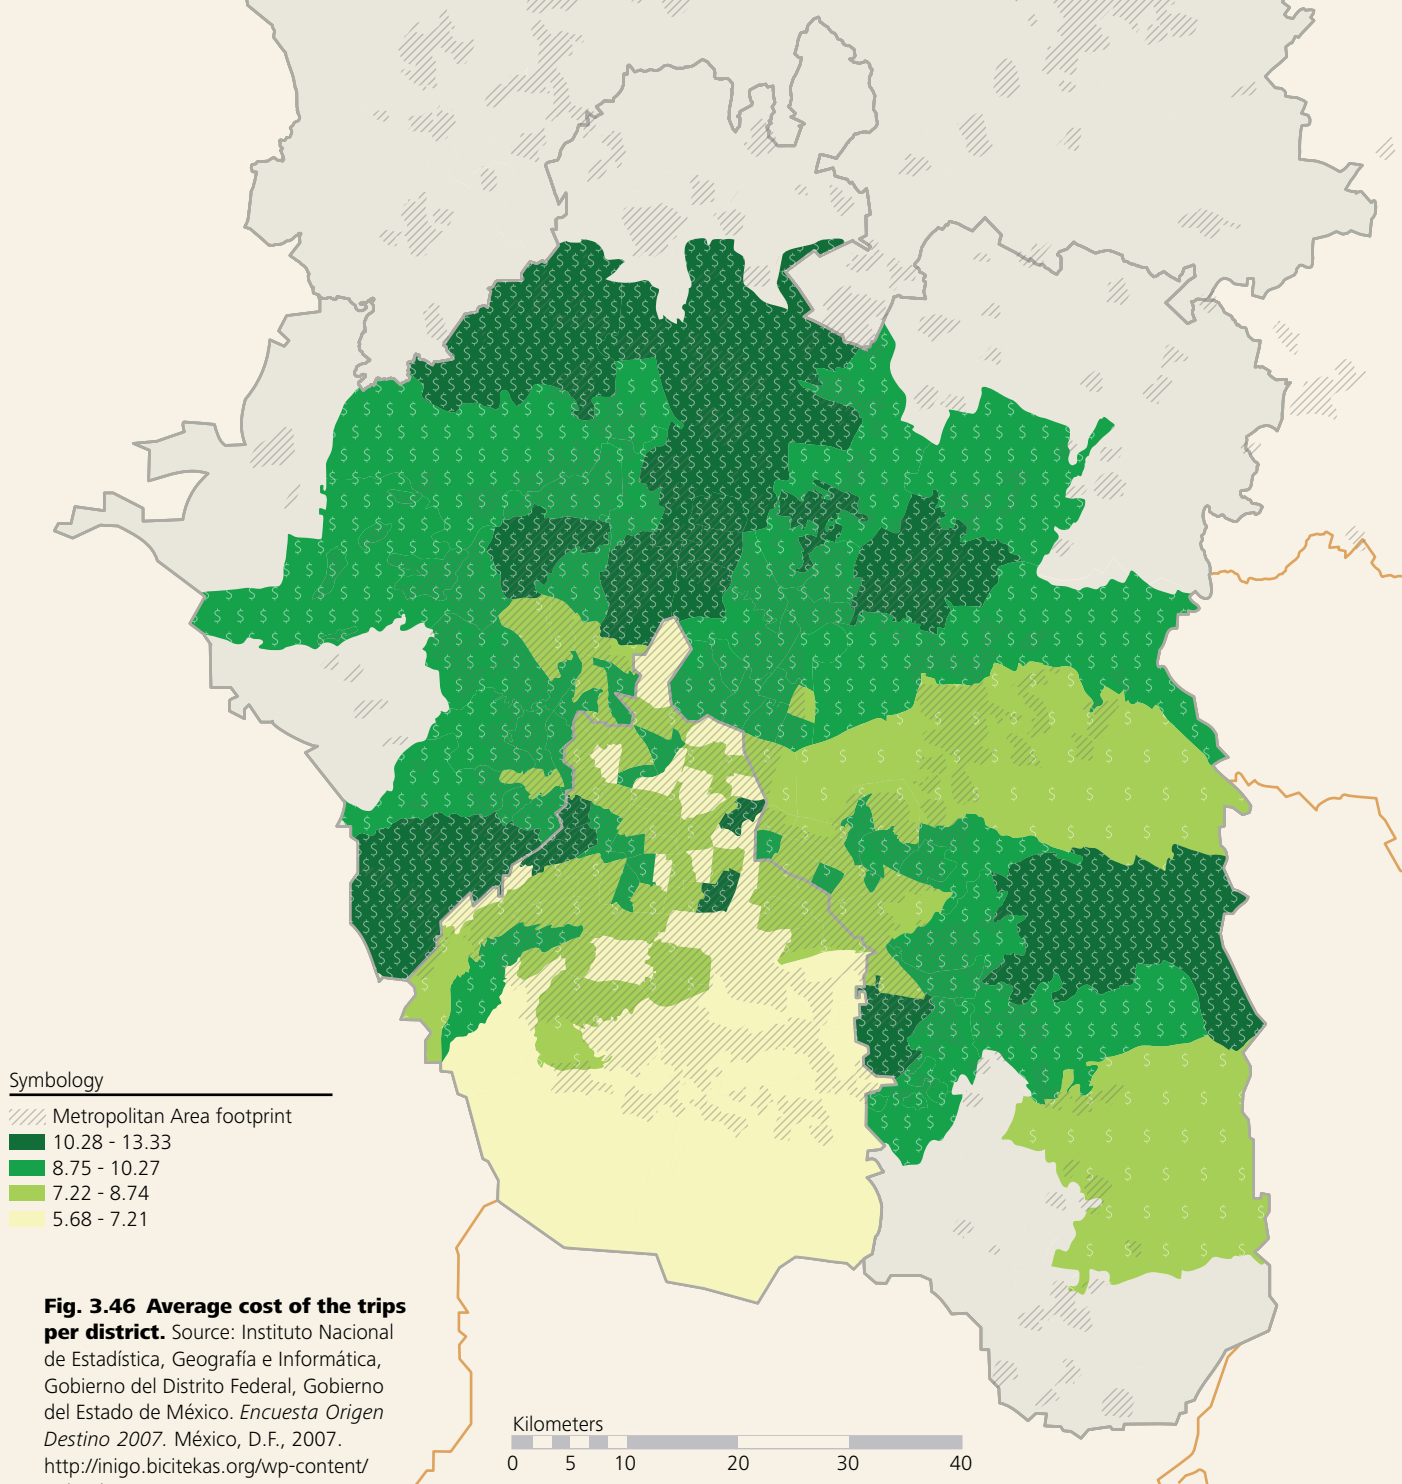 Symbology
Metropolitan Area footprint
10.28 - 13.33
8.75 - 10.27
7.22 - 8.74
5.68 - 7.21
Fig. 3.46 Average cost of the trips
per district. Source: Instituto Nacional
de Estadística, Geografía e Informática,
Gobierno del Distrito Federal, Gobierno
del Estado de México. Encuesta Origen
Destino 2007. México, D.F., 2007.
http://inigo.bicitekas.org/wp-content/
Kilometers
0 5 10 20 30 40